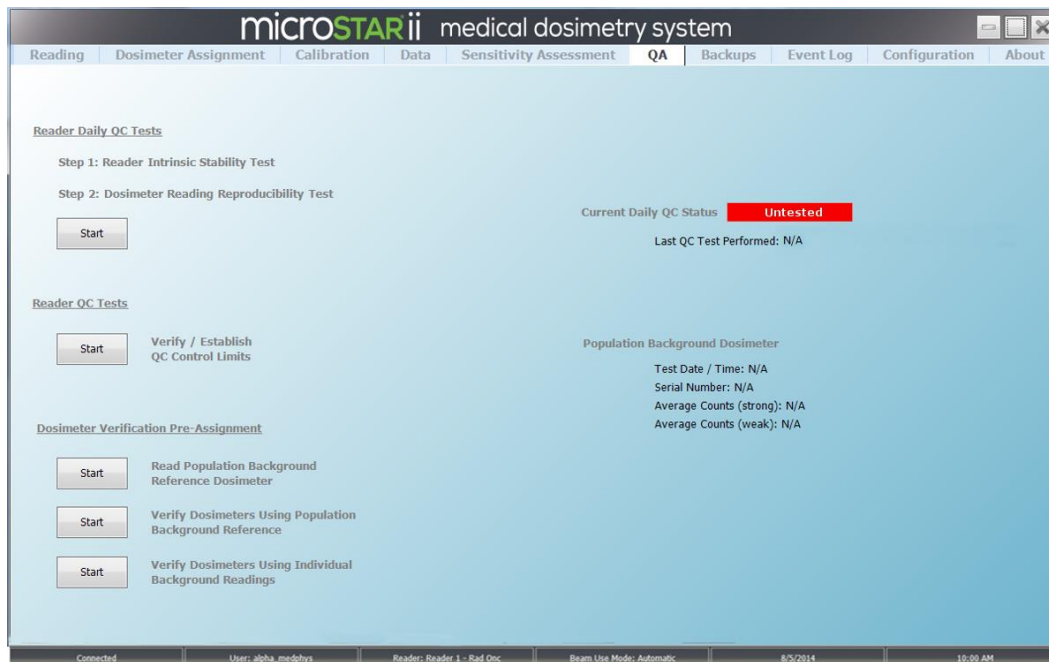 microSTARii medical dosimetry system
Reading Dosimeter Assignment Calibration Data Sensitivity Assessment QA Backups Event Log Configuration About
Reader Daily QC Tests
Step 1: Reader Intrinsic Stability Test
Step 2: Dosimeter Reading Reproducibility Test
Start
Current Daily QC Status Untested
Last QC Test Performed: N/A
Reader QC Tests
Start
Verify / Establish
QC Control Limits
Population Background Dosimeter
Test Date / Time: N/A
Serial Number: N/A
Average Counts (strong): N/A
Average Counts (weak): N/A
Dosimeter Verification Pre-Assignment
Start
Read Population Background
Reference Dosimeter
Start
Verify Dosimeters Using Population
Background Reference
Start
Verify Dosimeters Using Individual
Background Readings
Connected User: alpha_medphys Reader: Reader 1 - Rad Onc Beam Use Mode: Automatic 8/5/2014 10:00 AM